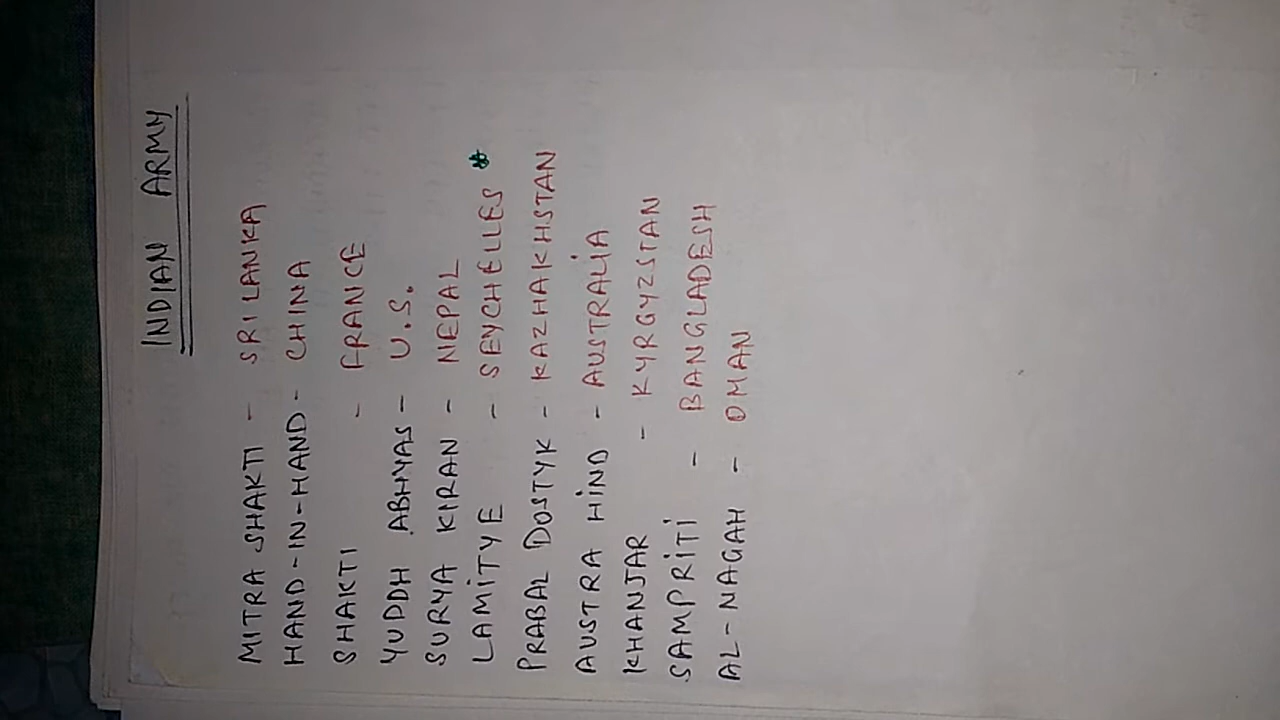 INDIAN ARMY
MITRA SHAKTI - SRI LANKA
HAND-IN-HAND - CHINA
SHAKTI - FRANCE
YUDDH ABHYAS - U.S.
SURYA KIRAN - NEPAL
LAMITYE - SEYCHELLES *
PRABAL DOSTYK - KAZHAKHSTAN
AUSTRA HIND - AUSTRALIA
KHANJAR - KYRGYZSTAN
SAMPRITI - BANGLADESH
AL-NAGAH - OMAN